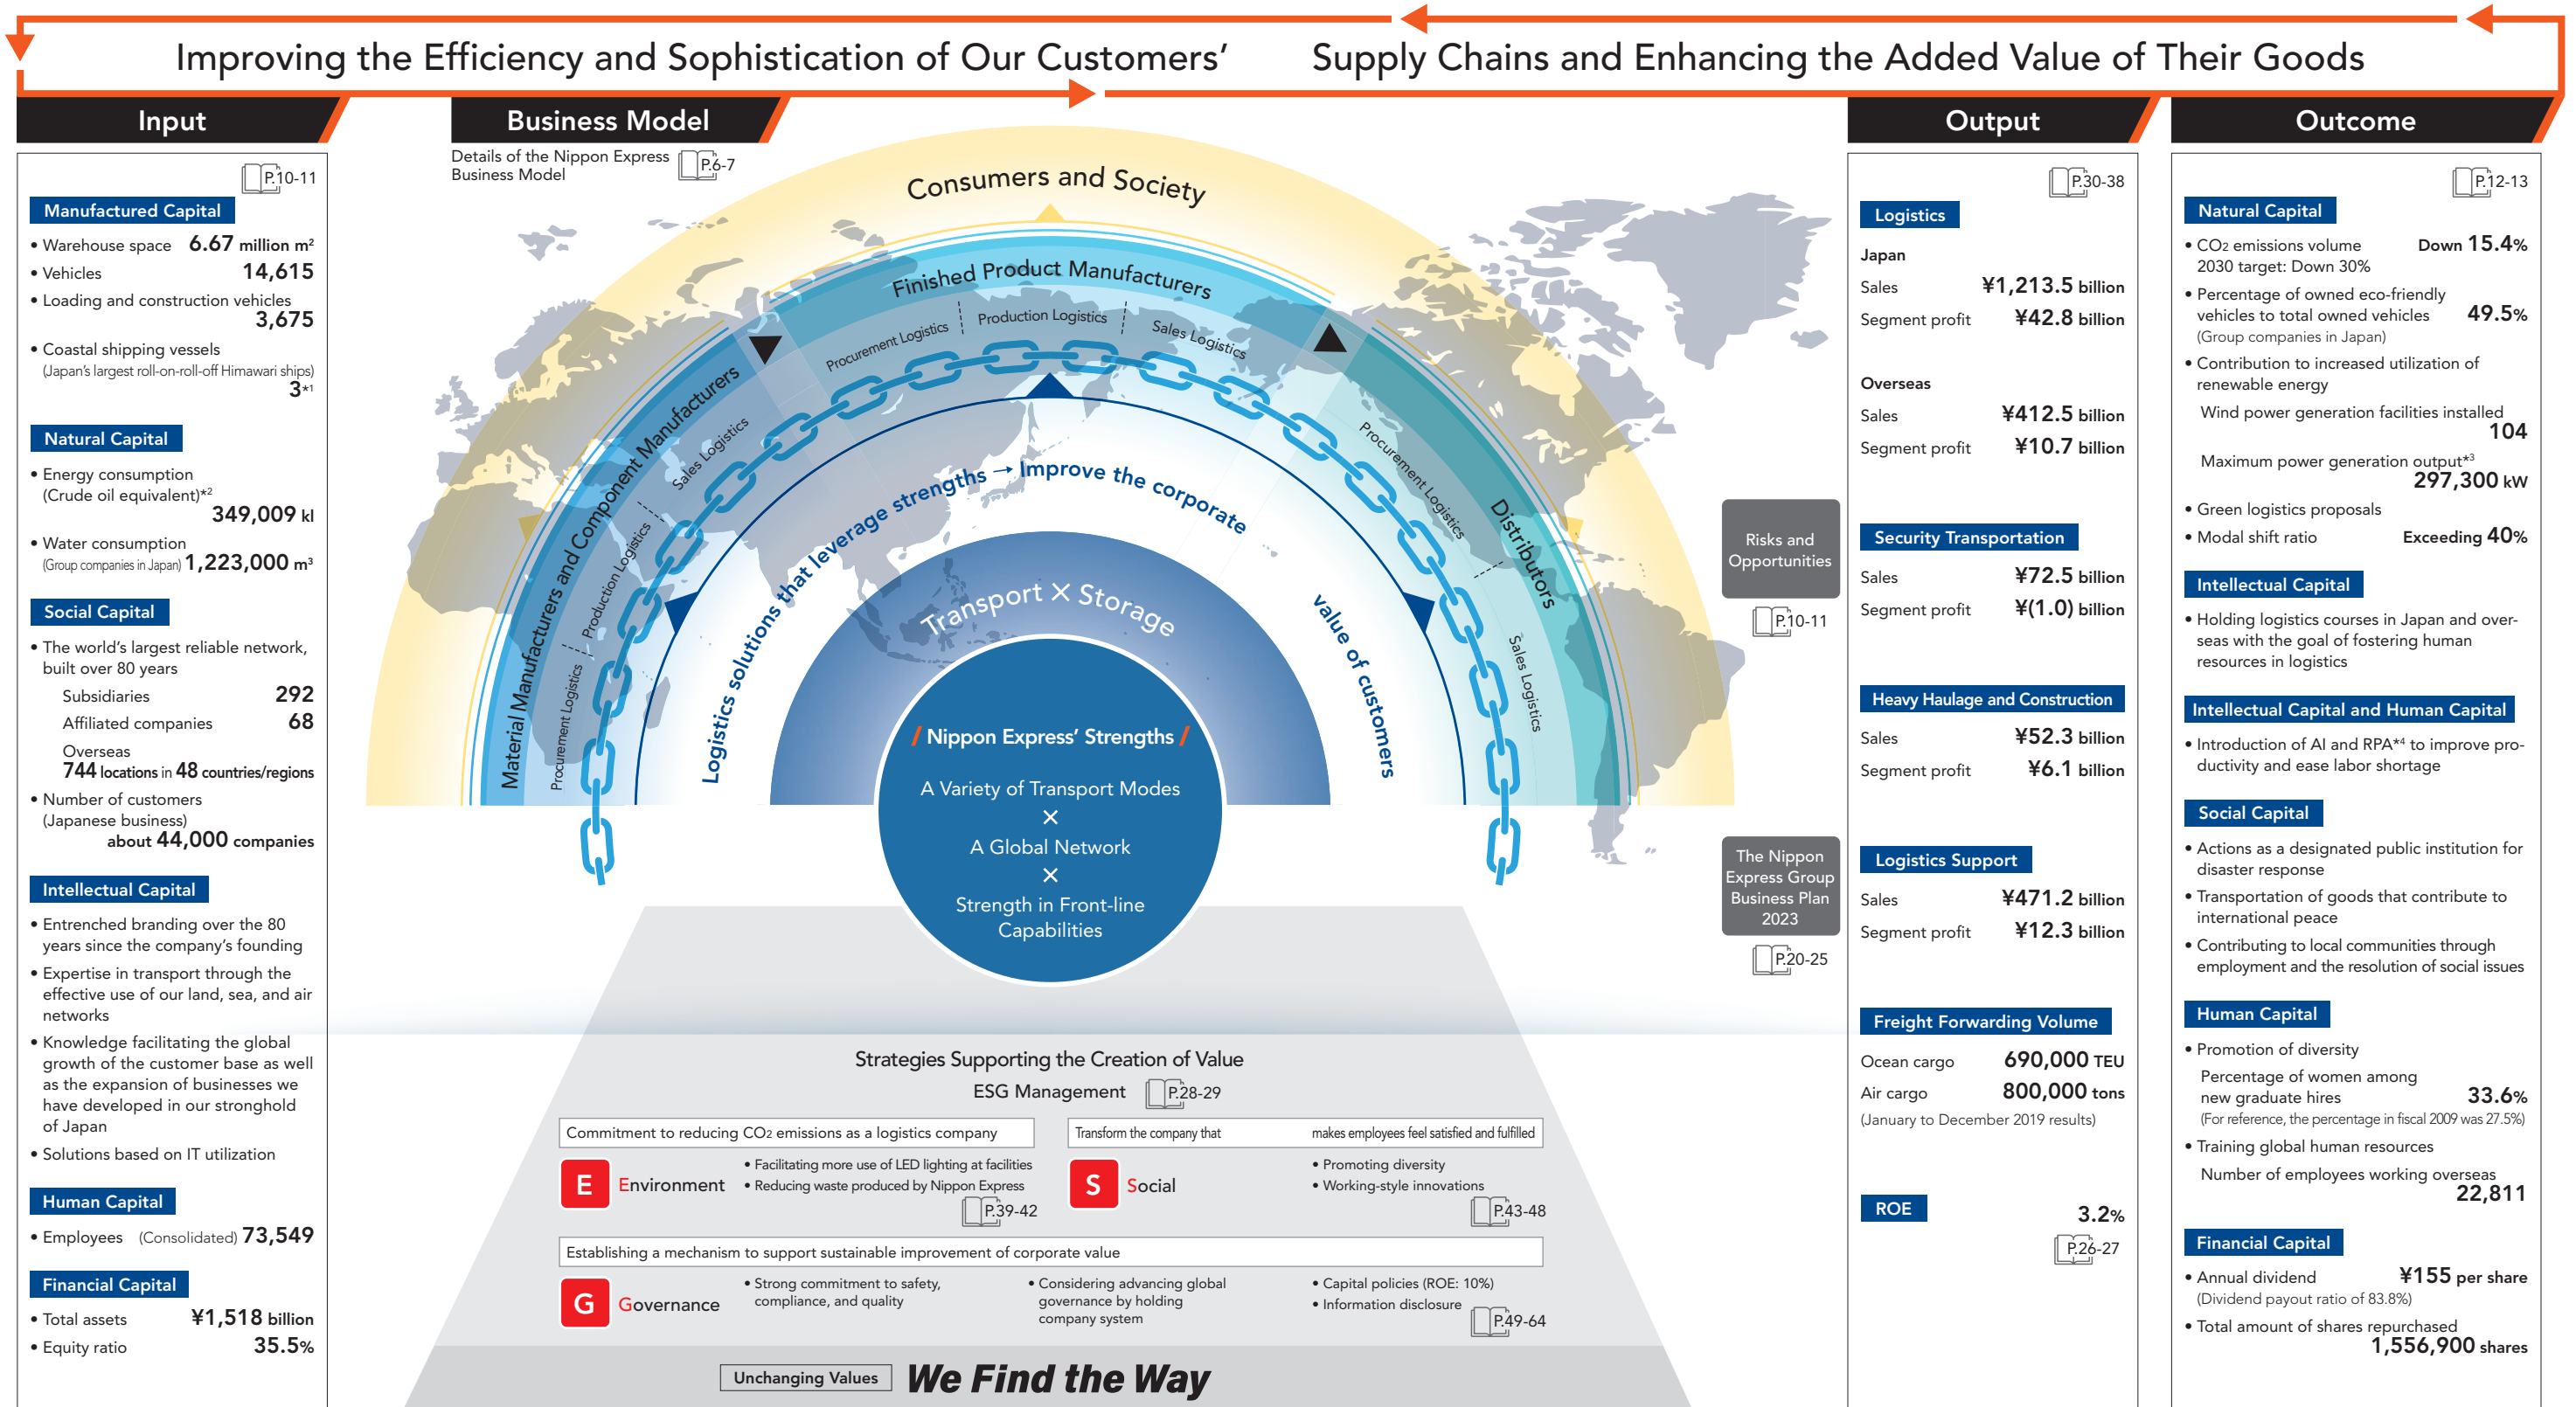 Improving the Efficiency and Sophistication of Our Customers' Supply Chains and Enhancing the Added Value of Their Goods
Input
P.10-11
Manufactured Capital
• Warehouse space 6.67 million m²
• Vehicles 14,615
• Loading and construction vehicles
3,675
• Coastal shipping vessels
(Japan's largest roll-on-roll-off Himawari ships)
3*1
Natural Capital
• Energy consumption
(Crude oil equivalent)*2
349,009 kl
• Water consumption
(Group companies in Japan) 1,223,000 m³
Social Capital
• The world's largest reliable network,
built over 80 years
Subsidiaries 292
Affiliated companies 68
Overseas
744 locations in 48 countries/regions
• Number of customers
(Japanese business)
about 44,000 companies
Intellectual Capital
• Entrenched branding over the 80
years since the company's founding
• Expertise in transport through the
effective use of our land, sea, and air
networks
• Knowledge facilitating the global
growth of the customer base as well
as the expansion of businesses we
have developed in our stronghold
of Japan
• Solutions based on IT utilization
Human Capital
• Employees (Consolidated) 73,549
Financial Capital
• Total assets ¥1,518 billion
• Equity ratio 35.5%
Business Model
Details of the Nippon Express
Business Model
P.6-7
Consumers and Society
Finished Product Manufacturers
Procurement Logistics
Production Logistics
Sales Logistics
Material Manufacturers and Component Manufacturers
Procurement Logistics
Production Logistics
Sales Logistics
Distributors
Procurement Logistics
Sales Logistics
Logistics solutions that leverage strengths → Improve the corporate value of customers
Transport × Storage
/ Nippon Express' Strengths /
A Variety of Transport Modes
×
A Global Network
×
Strength in Front-line
Capabilities
Risks and
Opportunities
P.10-11
The Nippon
Express Group
Business Plan
2023
P.20-25
Strategies Supporting the Creation of Value
ESG Management P.28-29
Commitment to reducing CO2 emissions as a logistics company
E Environment
• Facilitating more use of LED lighting at facilities
• Reducing waste produced by Nippon Express
P.39-42
Transform the company that makes employees feel satisfied and fulfilled
S Social
• Promoting diversity
• Working-style innovations
P.43-48
Establishing a mechanism to support sustainable improvement of corporate value
G Governance
• Strong commitment to safety,
compliance, and quality
• Considering advancing global
governance by holding
company system
• Capital policies (ROE: 10%)
• Information disclosure
P.49-64
Unchanging Values We Find the Way
Output
P.30-38
Logistics
Japan
Sales ¥1,213.5 billion
Segment profit ¥42.8 billion
Overseas
Sales ¥412.5 billion
Segment profit ¥10.7 billion
Security Transportation
Sales ¥72.5 billion
Segment profit ¥(1.0) billion
Heavy Haulage and Construction
Sales ¥52.3 billion
Segment profit ¥6.1 billion
Logistics Support
Sales ¥471.2 billion
Segment profit ¥12.3 billion
Freight Forwarding Volume
Ocean cargo 690,000 TEU
Air cargo 800,000 tons
(January to December 2019 results)
ROE 3.2%
P.26-27
Outcome
P.12-13
Natural Capital
• CO2 emissions volume Down 15.4%
2030 target: Down 30%
• Percentage of owned eco-friendly
vehicles to total owned vehicles 49.5%
(Group companies in Japan)
• Contribution to increased utilization of
renewable energy
Wind power generation facilities installed
104
Maximum power generation output*3
297,300 kW
• Green logistics proposals
• Modal shift ratio Exceeding 40%
Intellectual Capital
• Holding logistics courses in Japan and over-
seas with the goal of fostering human
resources in logistics
Intellectual Capital and Human Capital
• Introduction of AI and RPA*4 to improve pro-
ductivity and ease labor shortage
Social Capital
• Actions as a designated public institution for
disaster response
• Transportation of goods that contribute to
international peace
• Contributing to local communities through
employment and the resolution of social issues
Human Capital
• Promotion of diversity
Percentage of women among
new graduate hires 33.6%
(For reference, the percentage in fiscal 2009 was 27.5%)
• Training global human resources
Number of employees working overseas
22,811
Financial Capital
• Annual dividend ¥155 per share
(Dividend payout ratio of 83.8%)
• Total amount of shares repurchased
1,556,900 shares